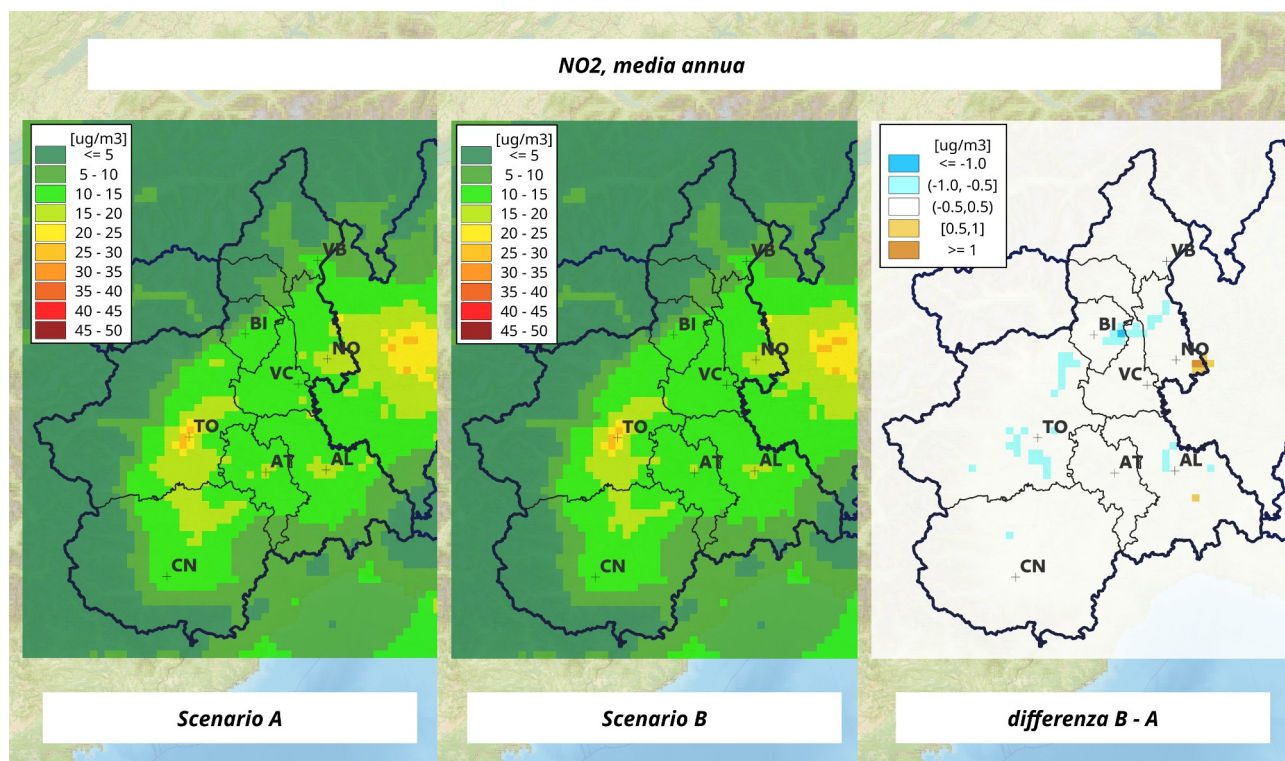 NO2, media annua
[ug/m3]
<= 5
5 - 10
10 - 15
15 - 20
20 - 25
25 - 30
30 - 35
35 - 40
40 - 45
45 - 50
VB
BI
NO
VC
TO
AT
AL
CN
Scenario A
[ug/m3]
<= 5
5 - 10
10 - 15
15 - 20
20 - 25
25 - 30
30 - 35
35 - 40
40 - 45
45 - 50
VB
BI
NO
VC
TO
AT
AL
CN
Scenario B
[ug/m3]
<= -1.0
(-1.0, -0.5]
(-0.5,0.5)
[0.5,1]
>= 1
VB
BI
NO
VC
TO
AT
AL
CN
differenza B - A